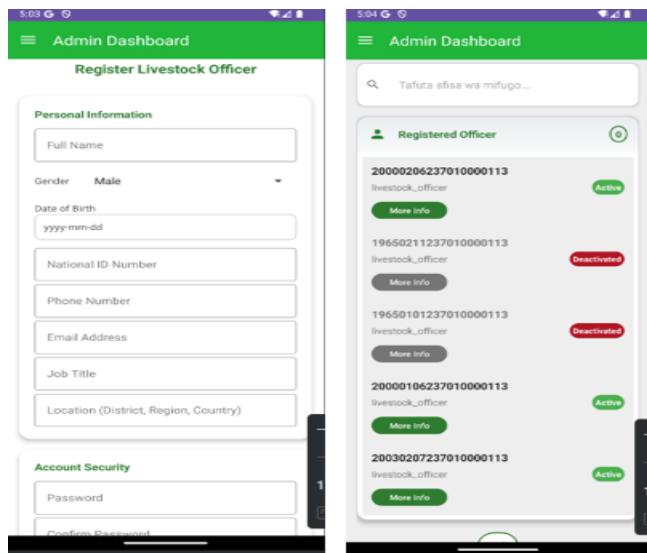 5:03 G
Admin Dashboard
Register Livestock Officer
Personal Information
Full Name
Gender Male
Date of Birth
yyyy-mm-dd
National ID Number
Phone Number
Email Address
Job Title
Location (District, Region, Country)
Account Security
Password
Confirm Password
1
5:04 G
Admin Dashboard
Tafuta afisa wa mifugo...
Registered Officer
20000206237010000113
livestock_officer
Active
More Info
19650211237010000113
livestock_officer
Deactivated
More Info
19650101237010000113
livestock_officer
Deactivated
More Info
20000106237010000113
livestock_officer
Active
More Info
20030207237010000113
livestock_officer
Active
More Info